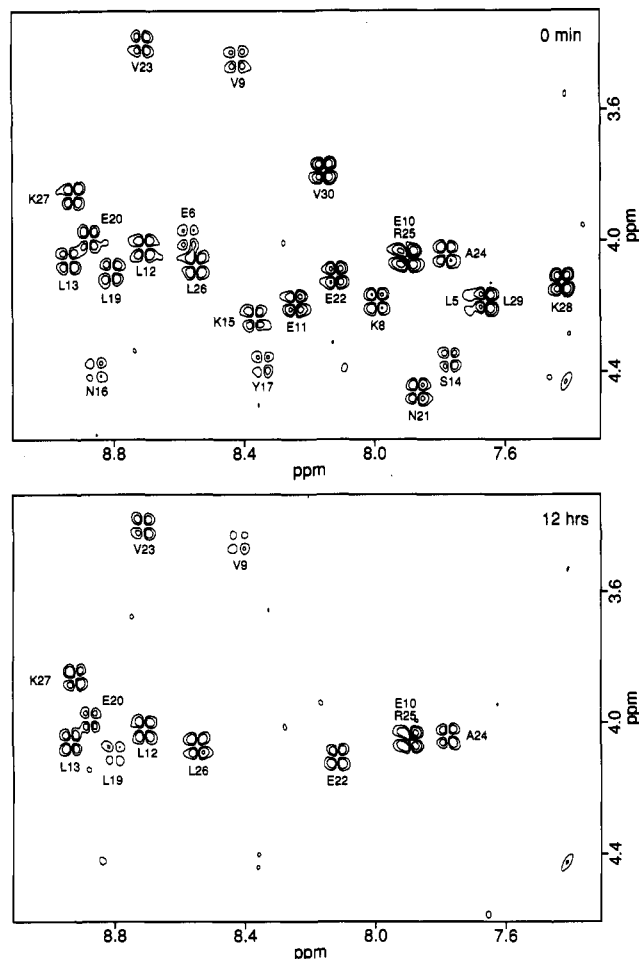 0 min
V23
V9
3.6
V30
K27
E20
E6
E10
R25
4.0
ppm
A24
L13
L19
L12
L26
E22
K8
L5
L29
K28
K15
E11
N16
Y17
S14
4.4
N21
8.8
8.4
8.0
7.6
ppm
12 hrs
V23
V9
3.6
K27
E20
E10
R25
4.0
ppm
A24
L13
L19
L12
L26
E22
4.4
8.8
8.4
8.0
7.6
ppm